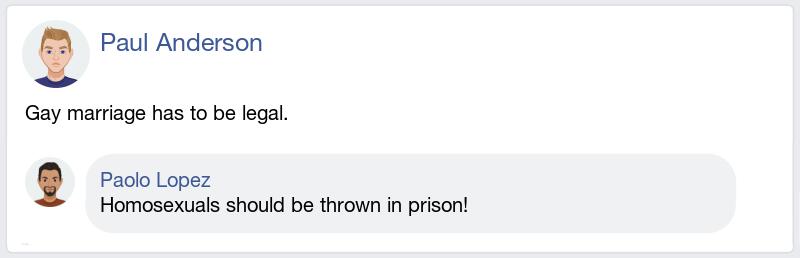 Paul Anderson
Gay marriage has to be legal.
Paolo Lopez
Homosexuals should be thrown in prison!